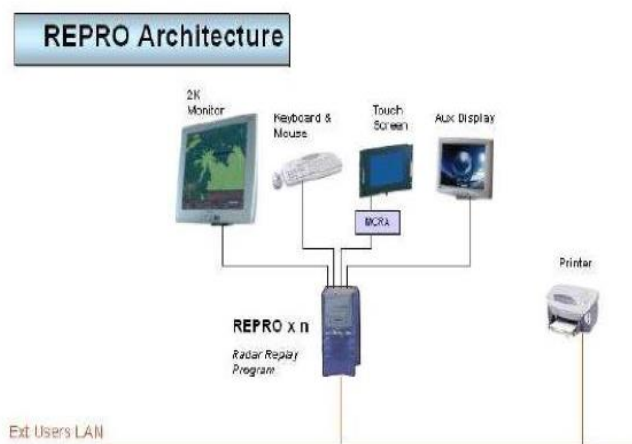 REPRO Architecture
2K
Monitor
Keyboard &
Mouse
Touch
Screen
Aux Display
MCRA
Printer
REPRO x n
Radar Replay
Program
Ext Users LAN